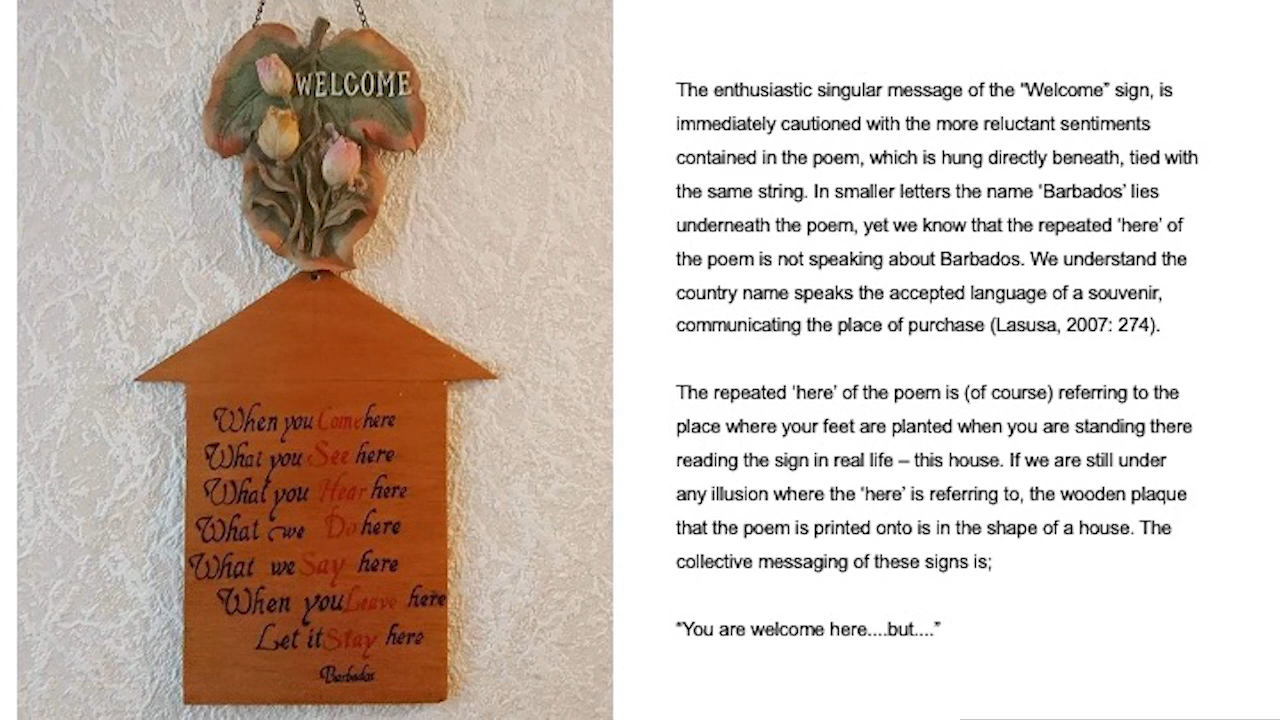 WELCOME
When you Come here
What you See here
What you Hear here
What we Do here
What we Say here
When you Leave here
Let it Stay here
Barbados
The enthusiastic singular message of the “Welcome” sign, is
immediately cautioned with the more reluctant sentiments
contained in the poem, which is hung directly beneath, tied with
the same string. In smaller letters the name ‘Barbados’ lies
underneath the poem, yet we know that the repeated ‘here’ of
the poem is not speaking about Barbados. We understand the
country name speaks the accepted language of a souvenir,
communicating the place of purchase (Lasusa, 2007: 274).
The repeated ‘here’ of the poem is (of course) referring to the
place where your feet are planted when you are standing there
reading the sign in real life – this house. If we are still under
any illusion where the ‘here’ is referring to, the wooden plaque
that the poem is printed onto is in the shape of a house. The
collective messaging of these signs is;
“You are welcome here....but....”